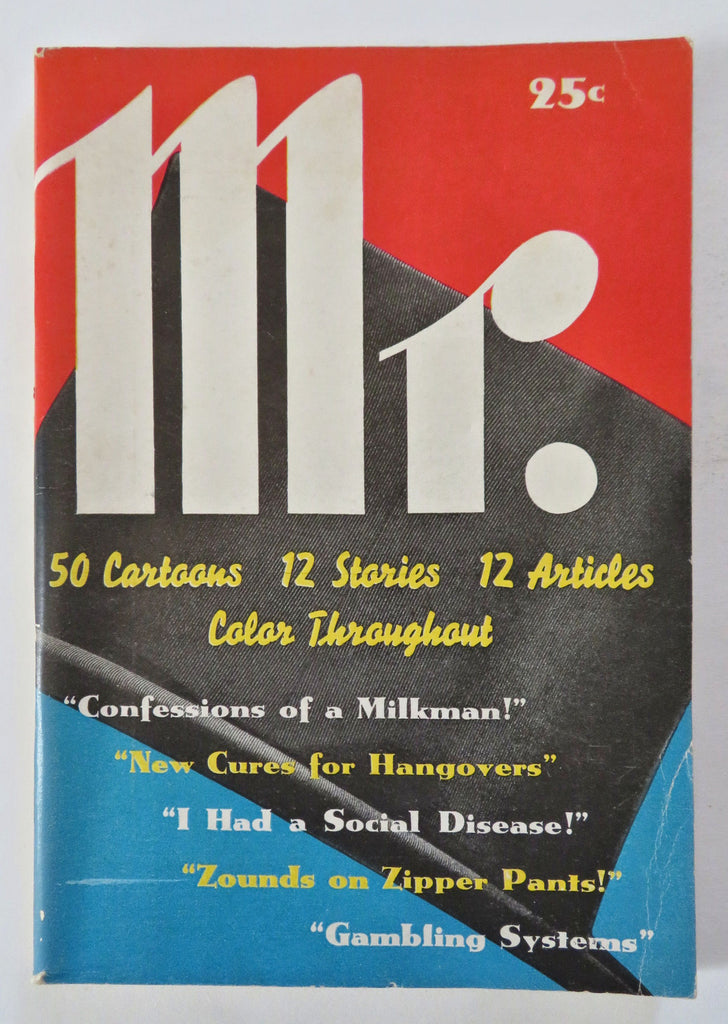 25c
Mr.
50 Cartoons 12 Stories 12 Articles
Color Throughout
“Confessions of a Milkman!”
“New Cures for Hangovers”
“I Had a Social Disease!”
“Zounds on Zipper Pants!”
“Gambling Systems”